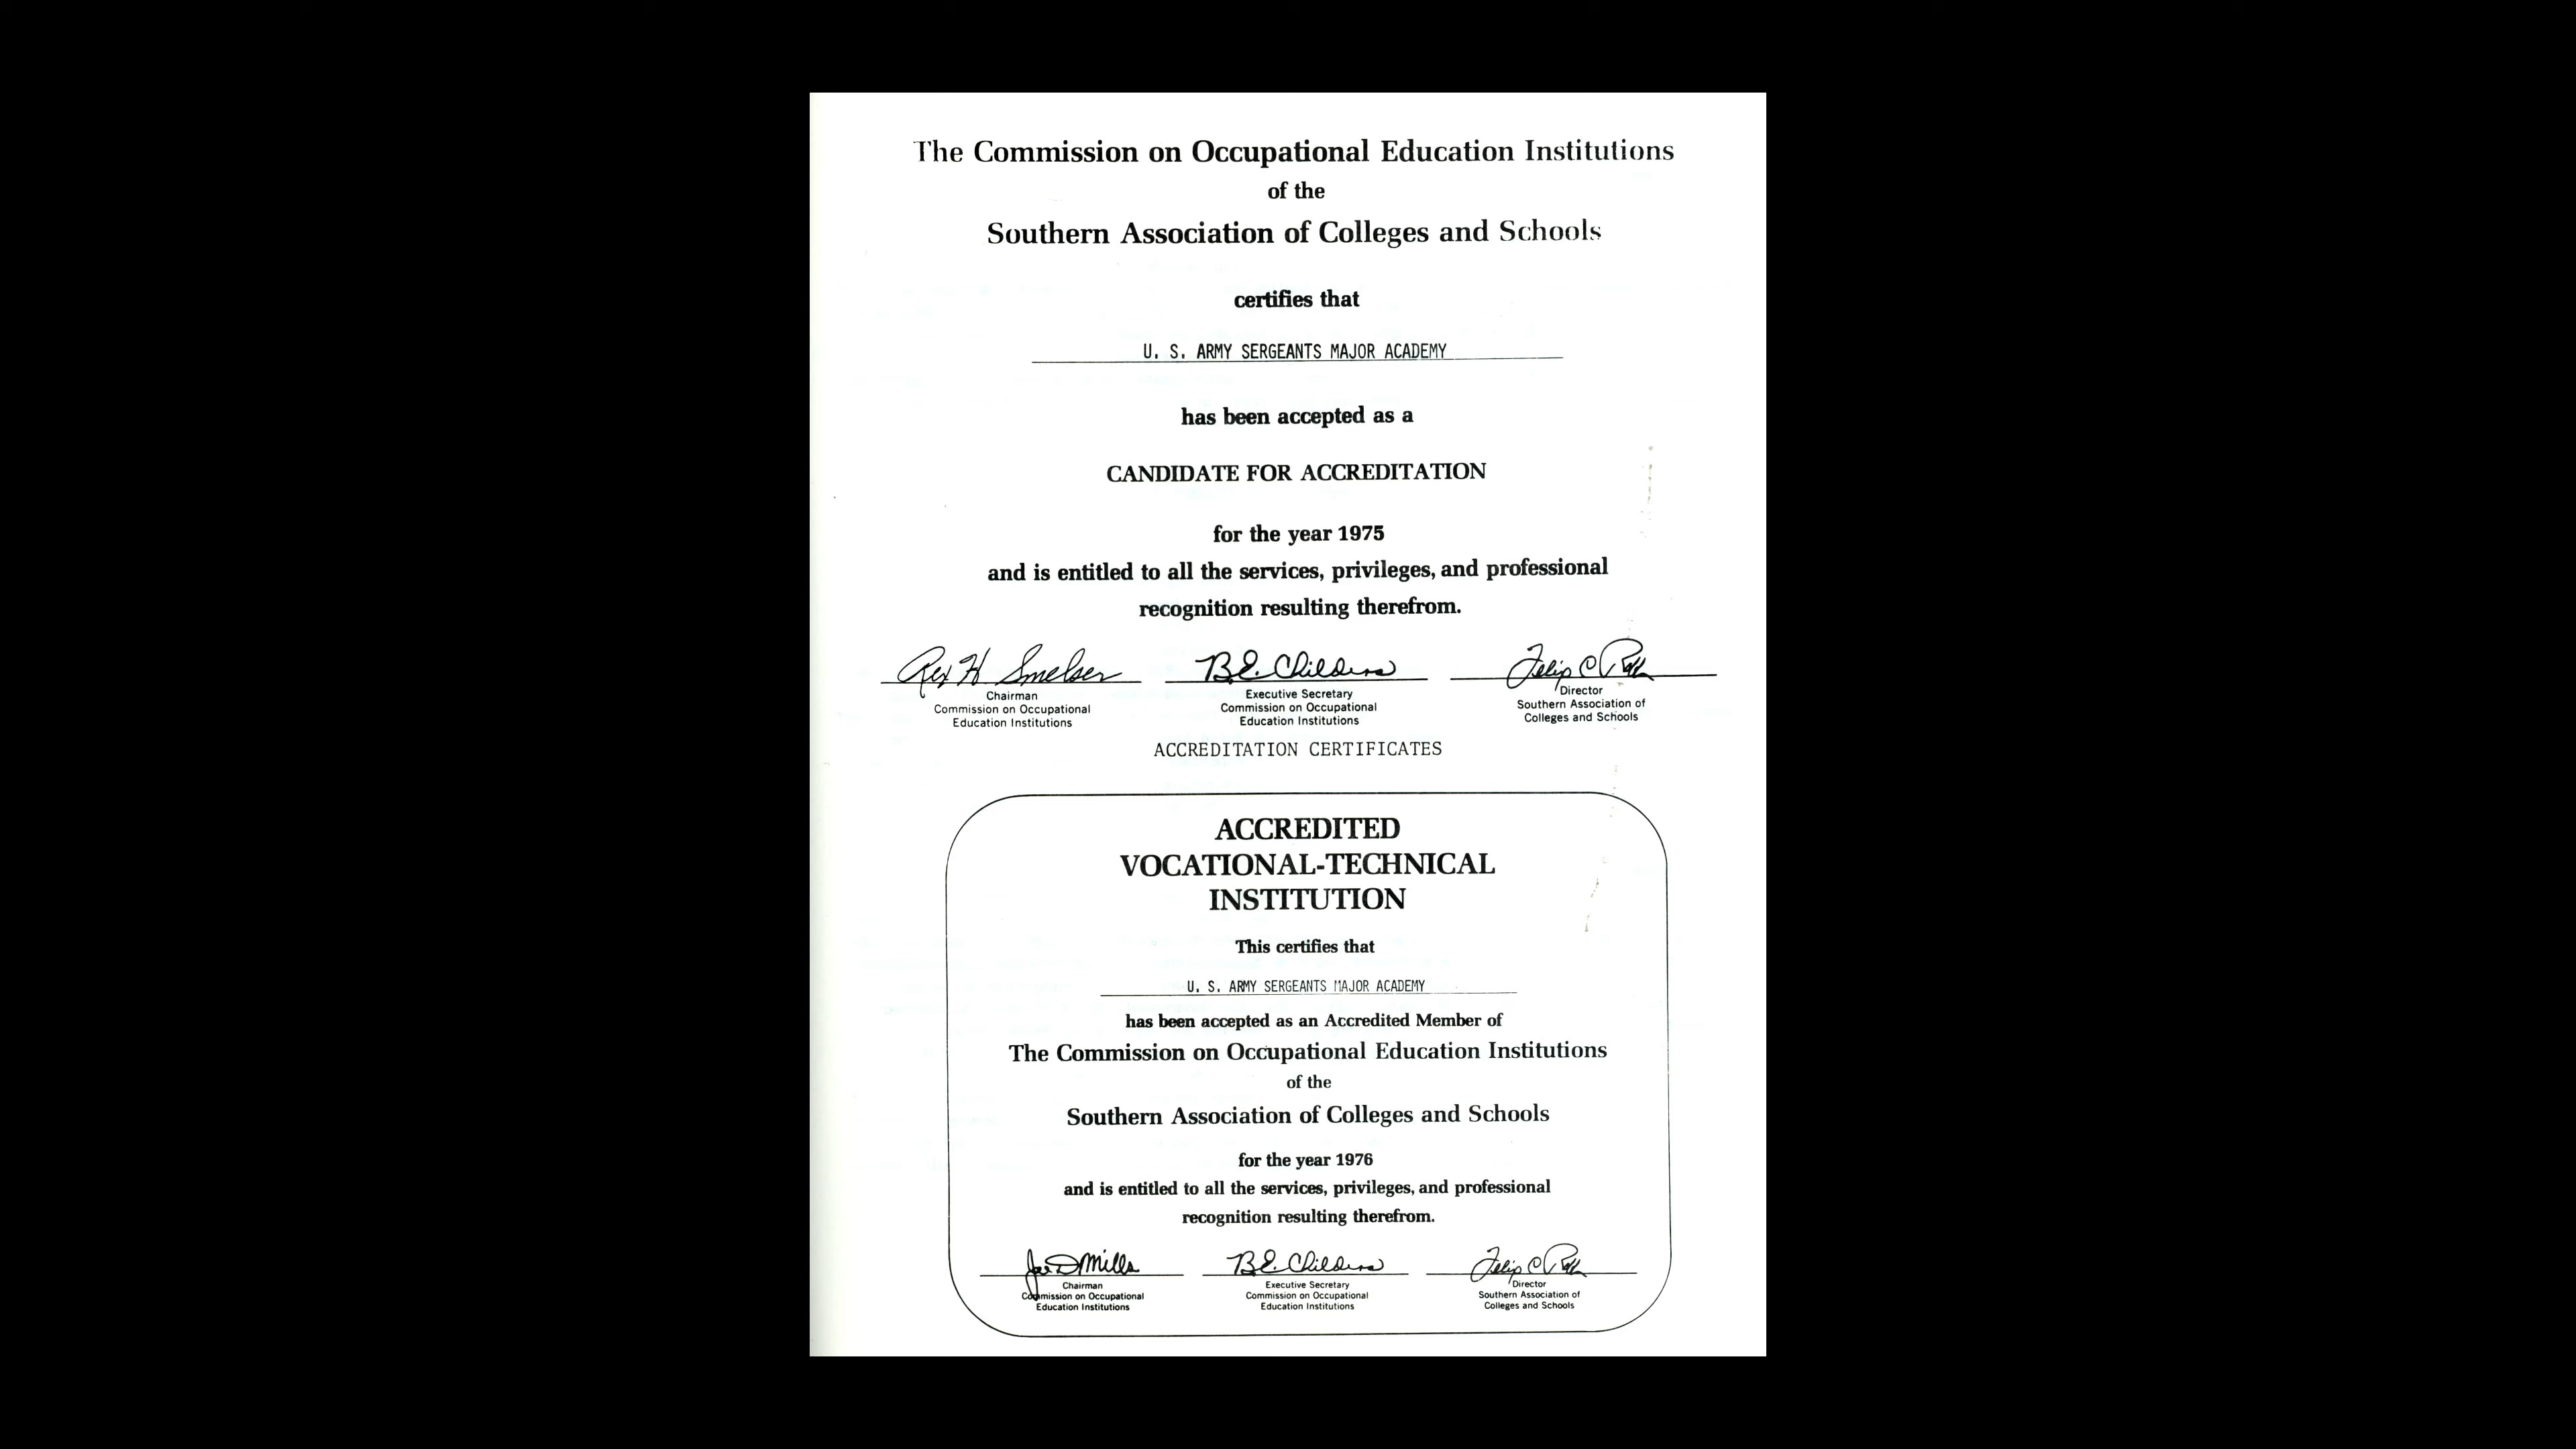 The Commission on Occupational Education Institutions
of the
Southern Association of Colleges and Schools
certifies that
U. S. ARMY SERGEANTS MAJOR ACADEMY
has been accepted as a
CANDIDATE FOR ACCREDITATION
for the year 1975
and is entitled to all the services, privileges, and professional
recognition resulting therefrom.
Rex H Smelser
Chairman
Commission on Occupational
Education Institutions
B.E. Childers
Executive Secretary
Commission on Occupational
Education Institutions
Felix C
Director
Southern Association of
Colleges and Schools
ACCREDITATION CERTIFICATES
ACCREDITED
VOCATIONAL-TECHNICAL
INSTITUTION
This certifies that
U. S. ARMY SERGEANTS MAJOR ACADEMY
has been accepted as an Accredited Member of
The Commission on Occupational Education Institutions
of the
Southern Association of Colleges and Schools
for the year 1976
and is entitled to all the services, privileges, and professional
recognition resulting therefrom.
Joe D Mills
Chairman
Commission on Occupational
Education Institutions
B.E. Childers
Executive Secretary
Commission on Occupational
Education Institutions
Felix C
Director
Southern Association of
Colleges and Schools